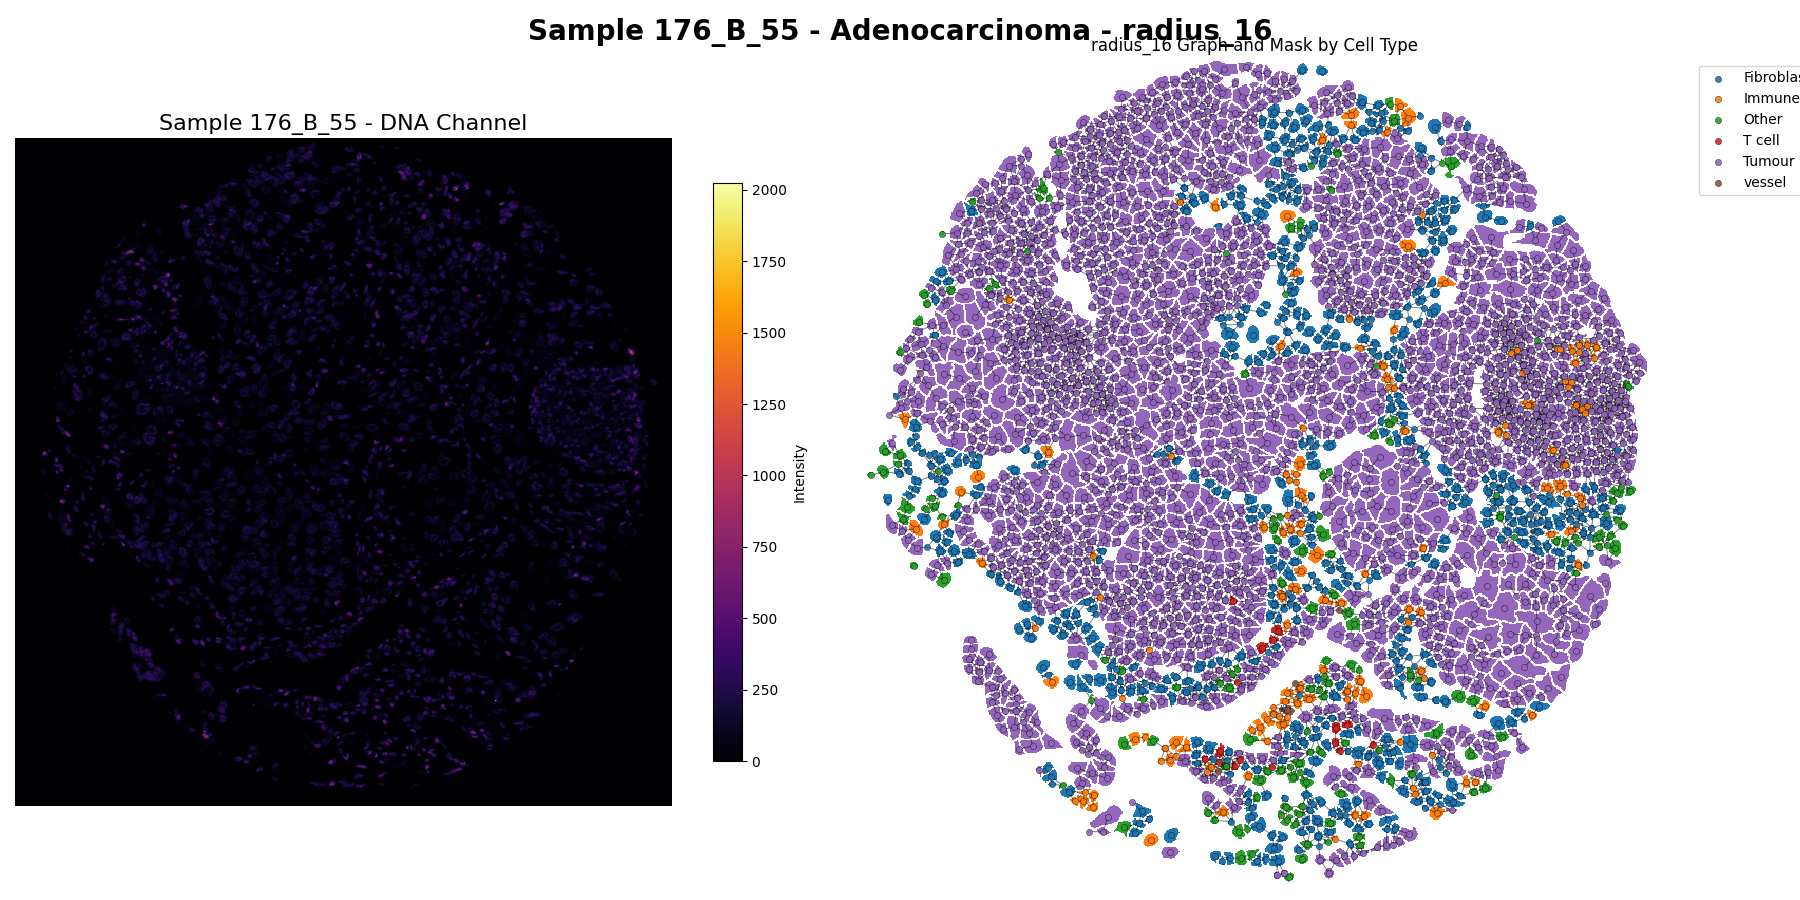 Sample 176_B_55 - Adenocarcinoma - radius_16
radius_16 Graph and Mask by Cell Type
Sample 176_B_55 - DNA Channel
2000
1750
1500
1250
1000
750
500
250
0
Intensity
Fibroblas
Immune
Other
T cell
Tumour
vessel